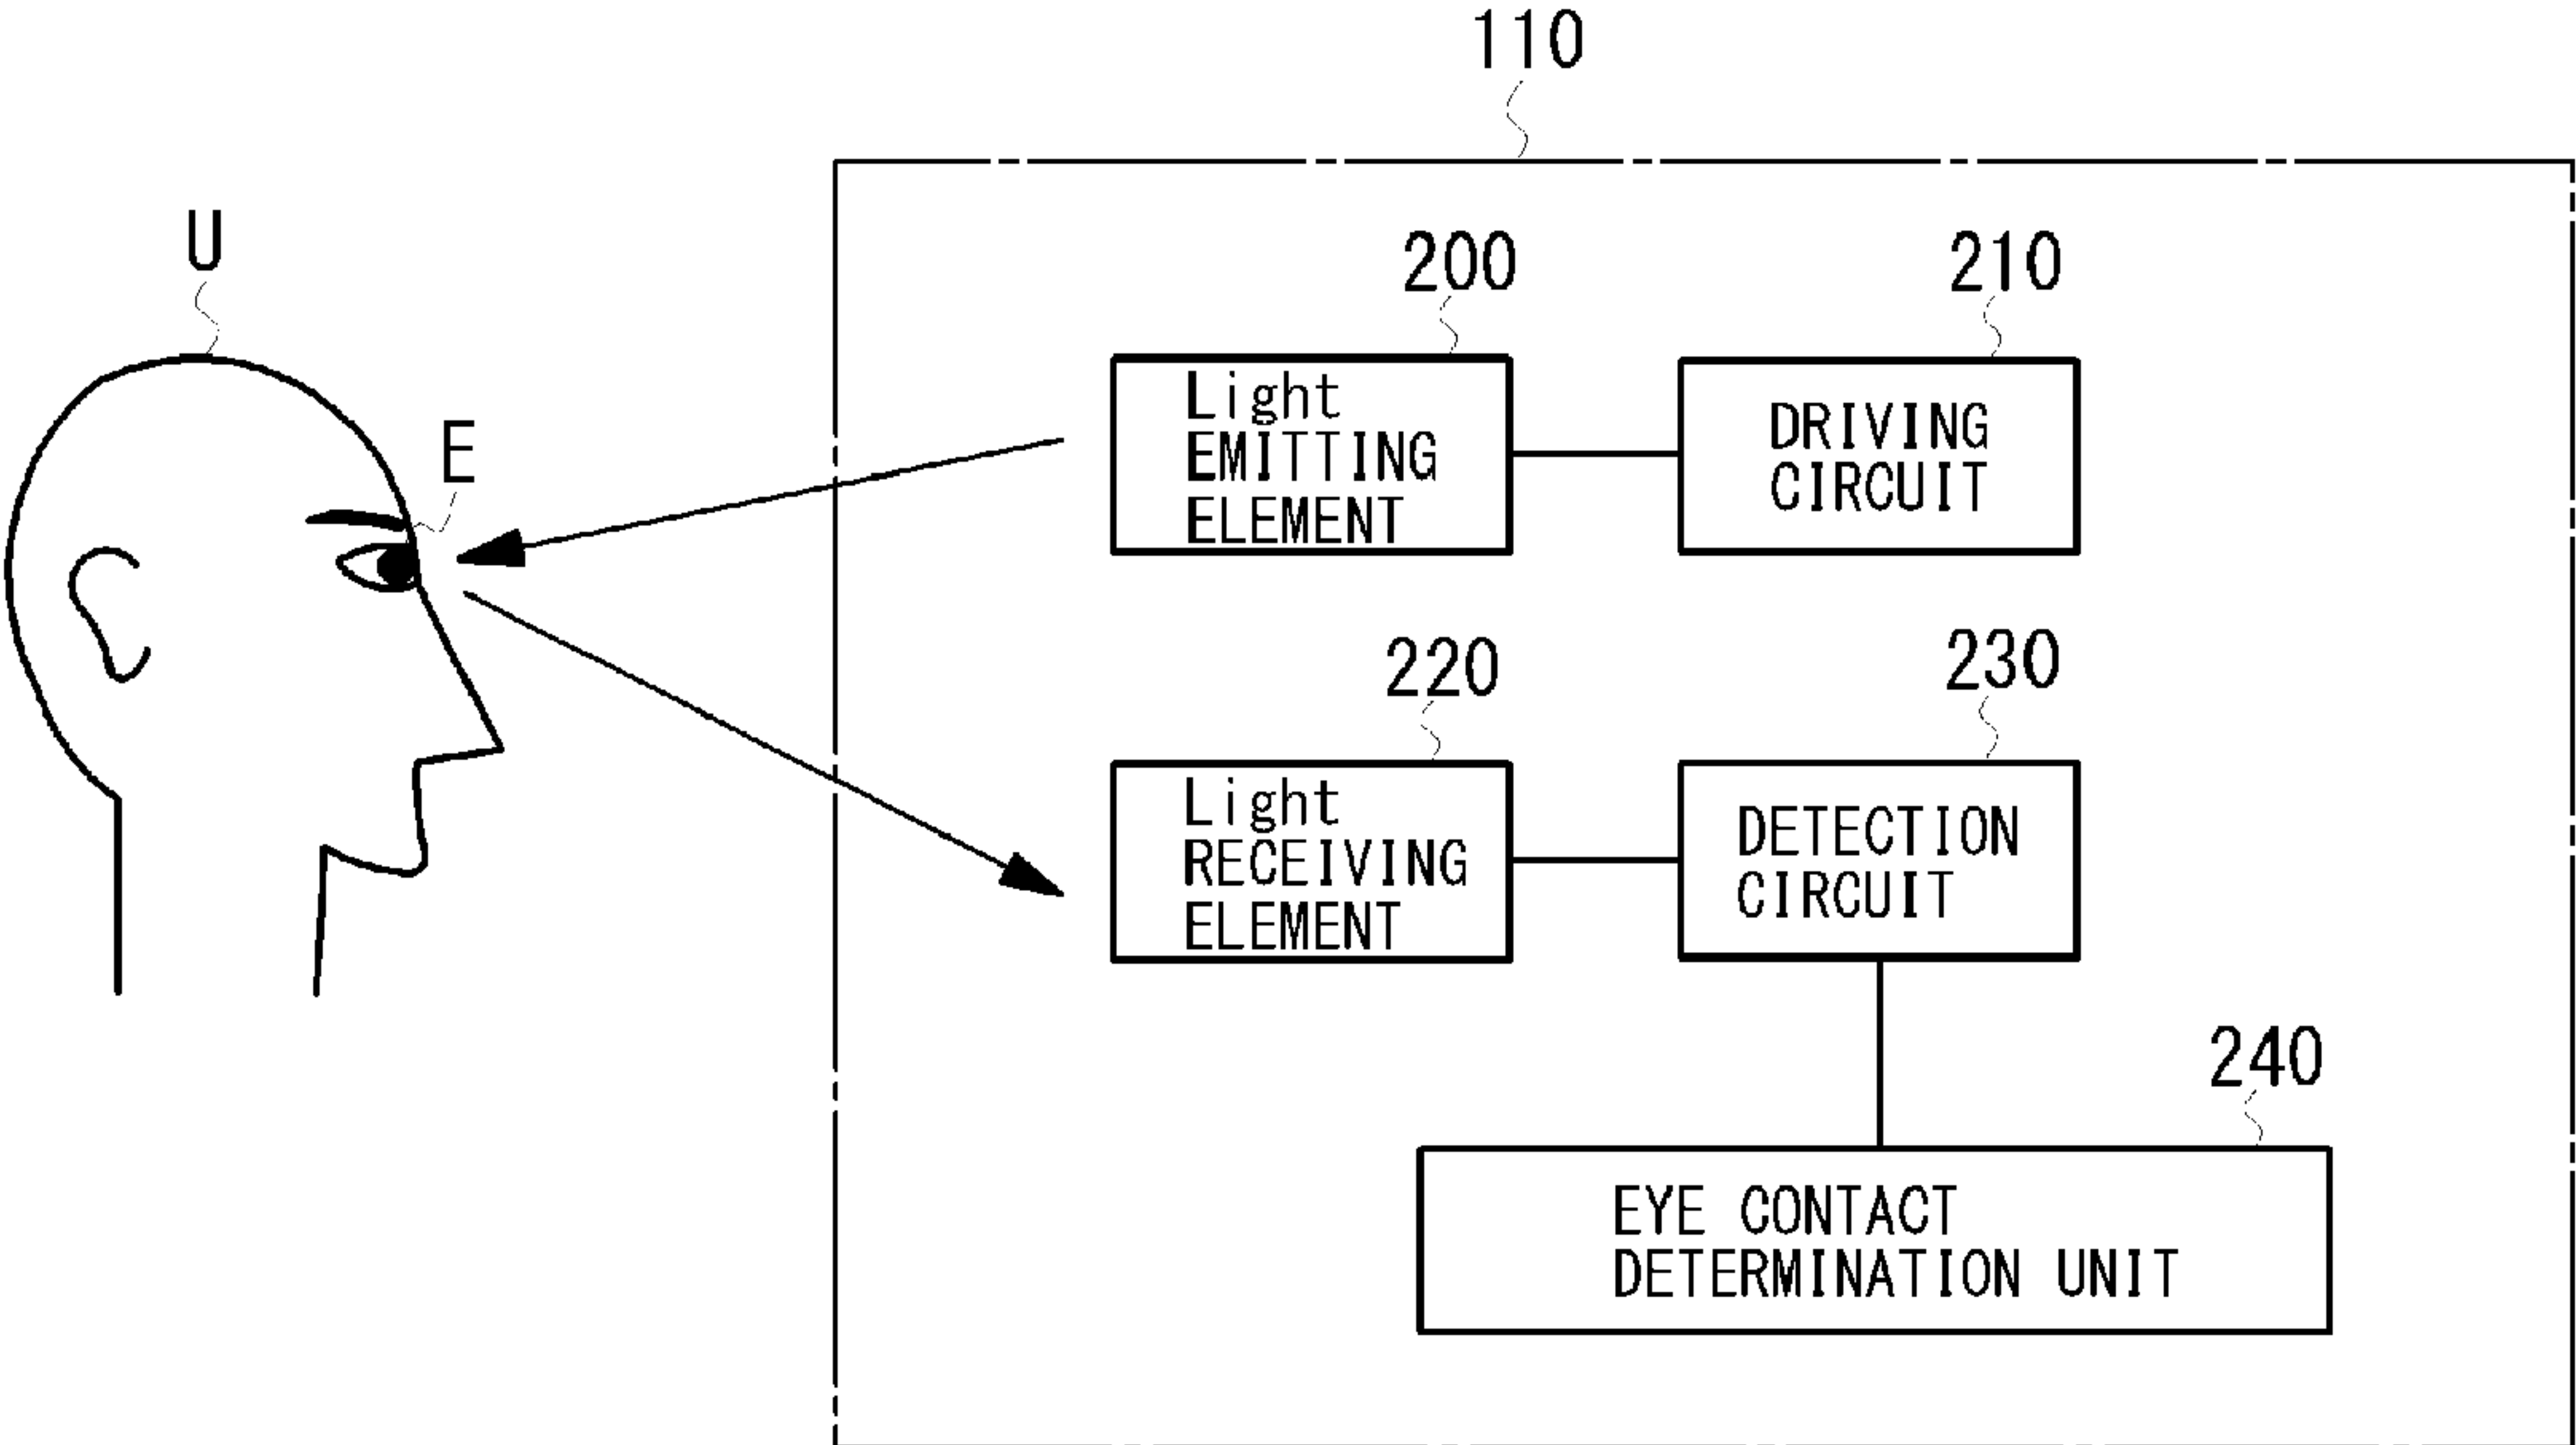 110
U
200
210
E
Light
EMITTING
ELEMENT
DRIVING
CIRCUIT
220
230
Light
RECEIVING
ELEMENT
DETECTION
CIRCUIT
240
EYE CONTACT
DETERMINATION UNIT